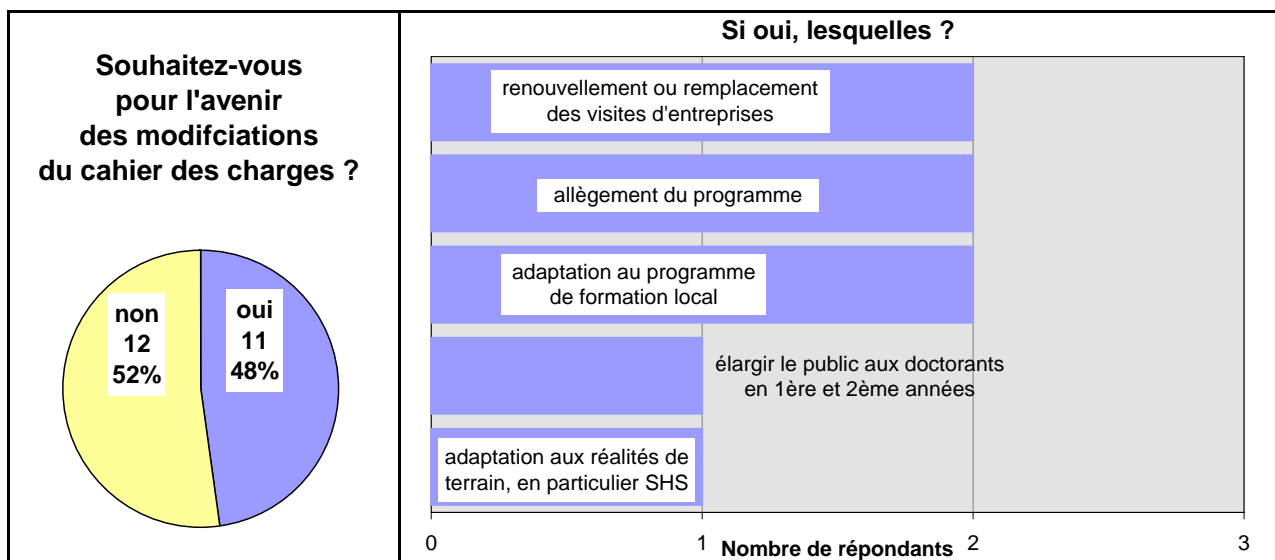 Souhaitez-vous
pour l'avenir
des modifciations
du cahier des charges ?
non
12
52%
oui
11
48%
Si oui, lesquelles ?
renouvellement ou remplacement
des visites d'entreprises
allègement du programme
adaptation au programme
de formation local
élargir le public aux doctorants
en 1ère et 2ème années
adaptation aux réalités de
terrain, en particulier SHS
0 1 2 3
Nombre de répondants